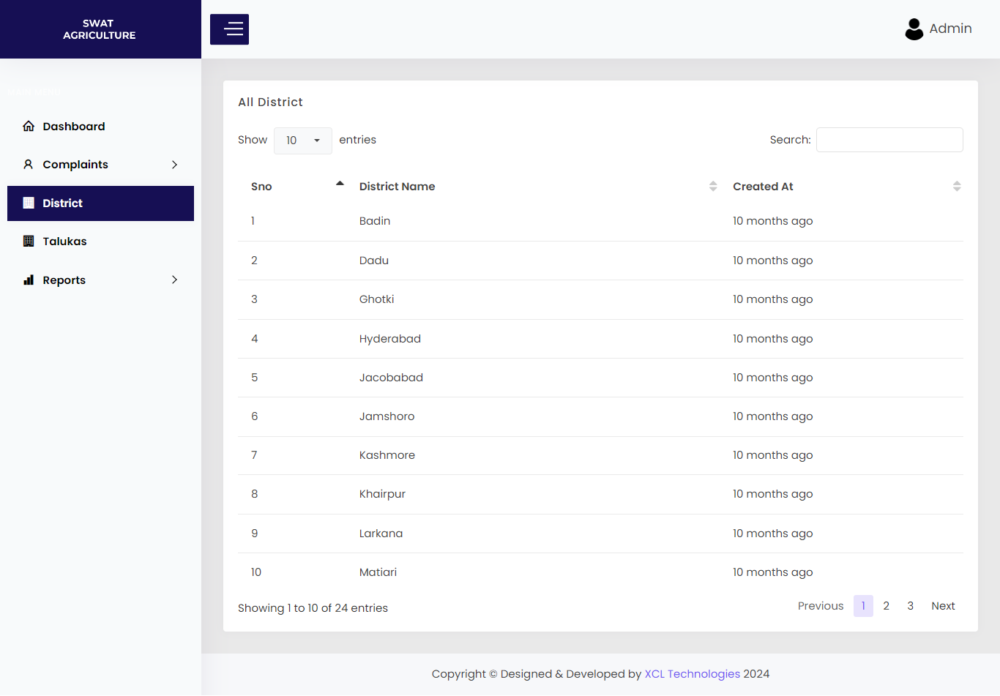 SWAT
AGRICULTURE
Admin
Dashboard
Complaints
District
Talukas
Reports
All District
Show 10 entries
Search:
Sno District Name Created At
1 Badin 10 months ago
2 Dadu 10 months ago
3 Ghotki 10 months ago
4 Hyderabad 10 months ago
5 Jacobabad 10 months ago
6 Jamshoro 10 months ago
7 Kashmore 10 months ago
8 Khairpur 10 months ago
9 Larkana 10 months ago
10 Matiari 10 months ago
Showing 1 to 10 of 24 entries
Previous 1 2 3 Next
Copyright © Designed & Developed by XCL Technologies 2024